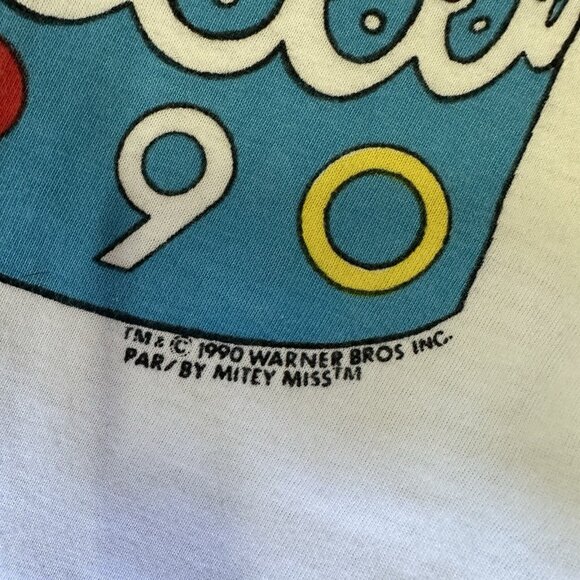 90
TM & © 1990 WARNER BROS INC.
PAR/BY MITEY MISS™